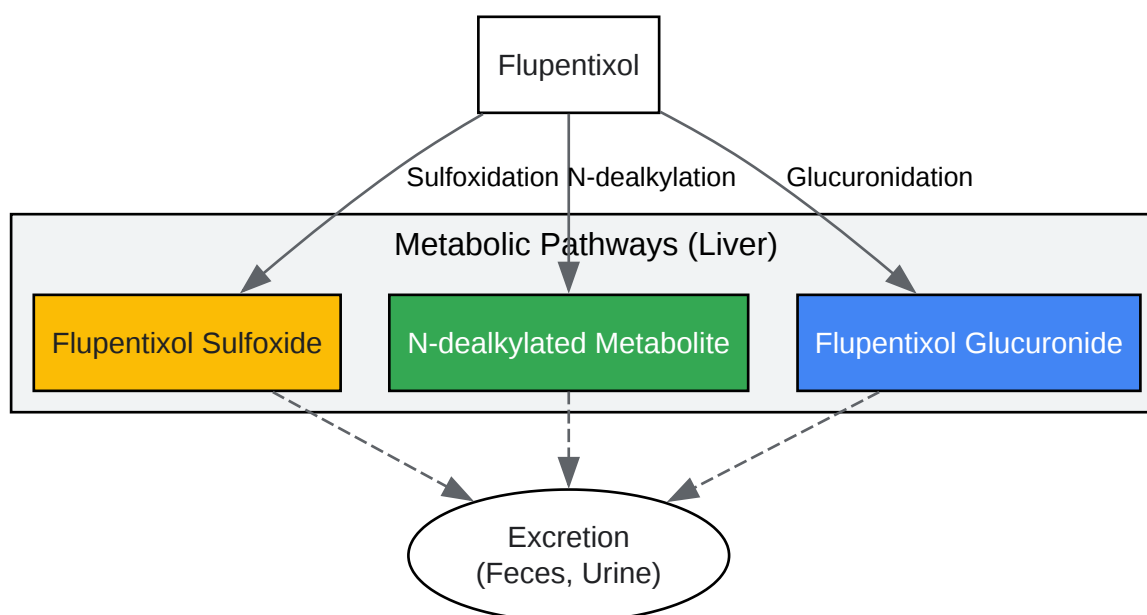 Flupentixol
Sulfoxidation
N-dealkylation
Glucuronidation
Metabolic Pathways (Liver)
Flupentixol Sulfoxide
N-dealkylated Metabolite
Flupentixol Glucuronide
Excretion
(Feces, Urine)